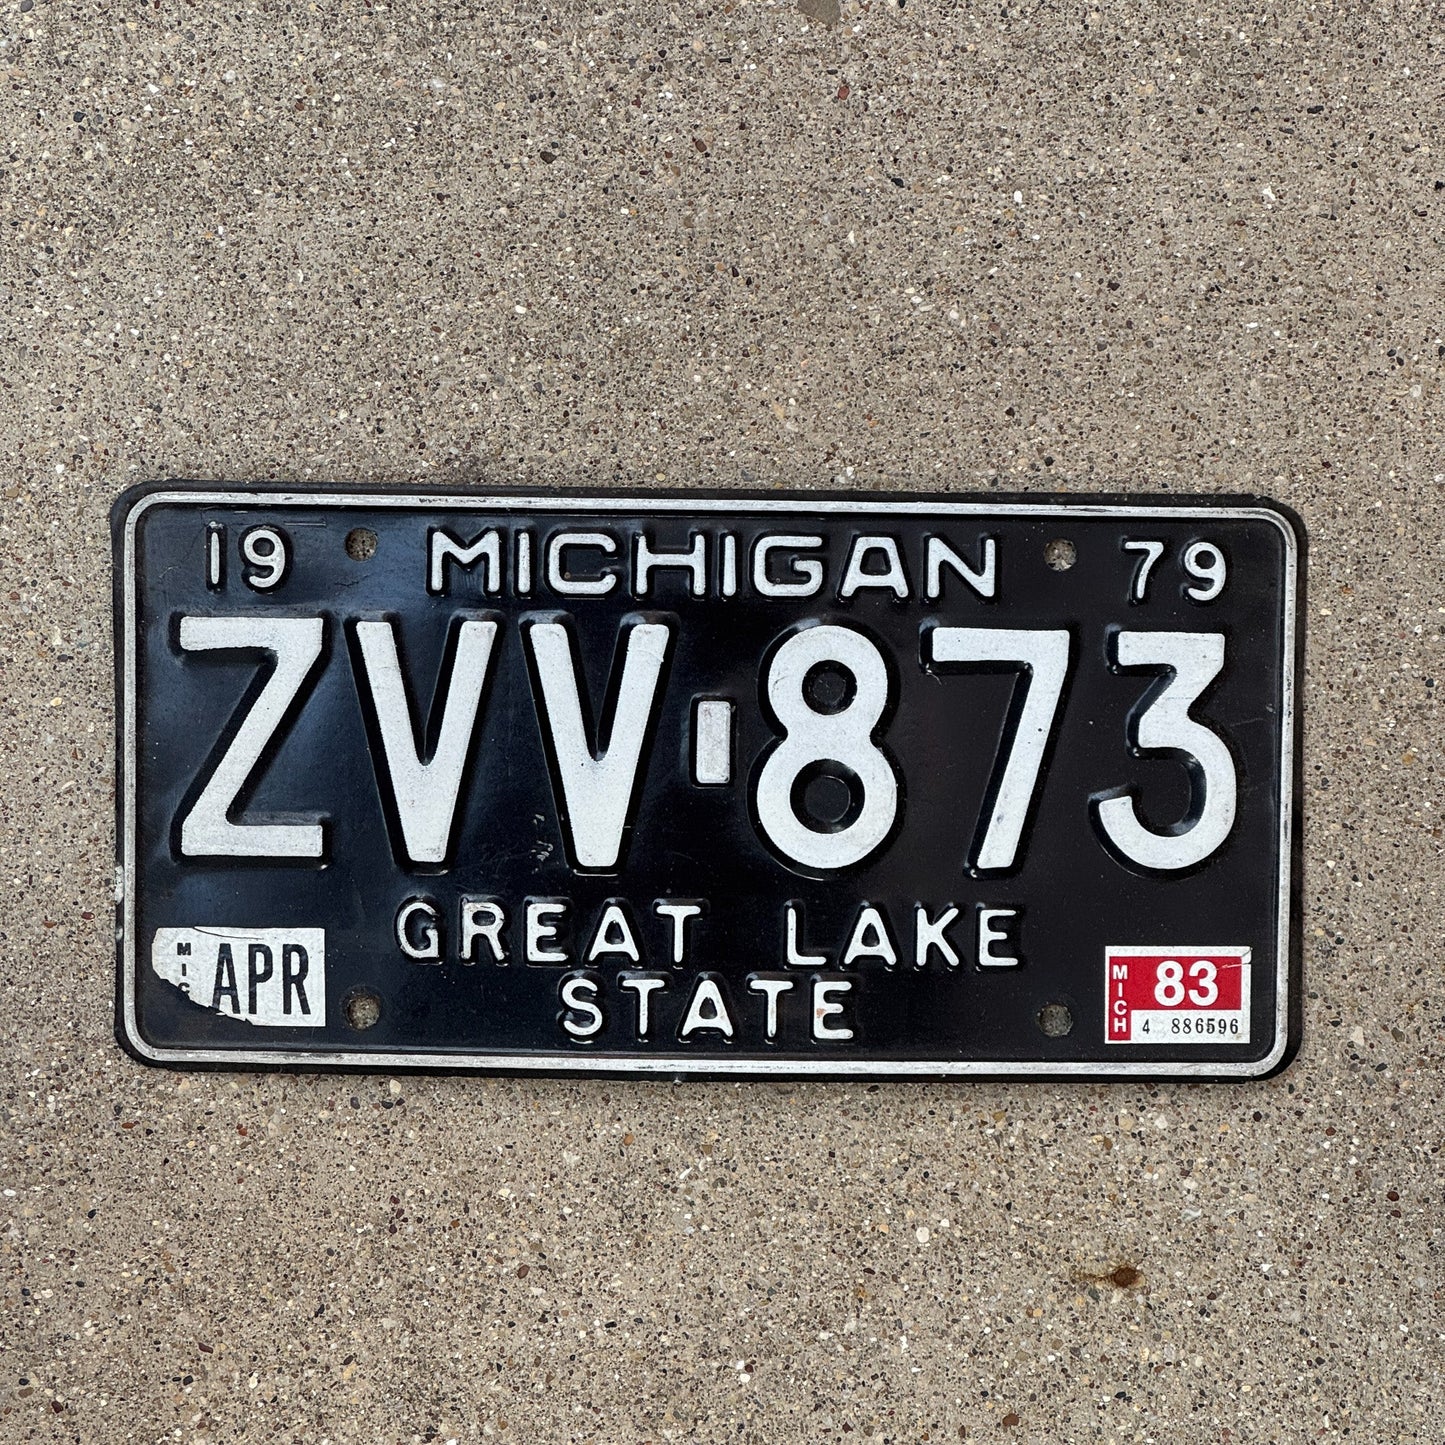 19 MICHIGAN 79
ZVV-873
GREAT LAKE
STATE
APR
MICH
83
4 886596